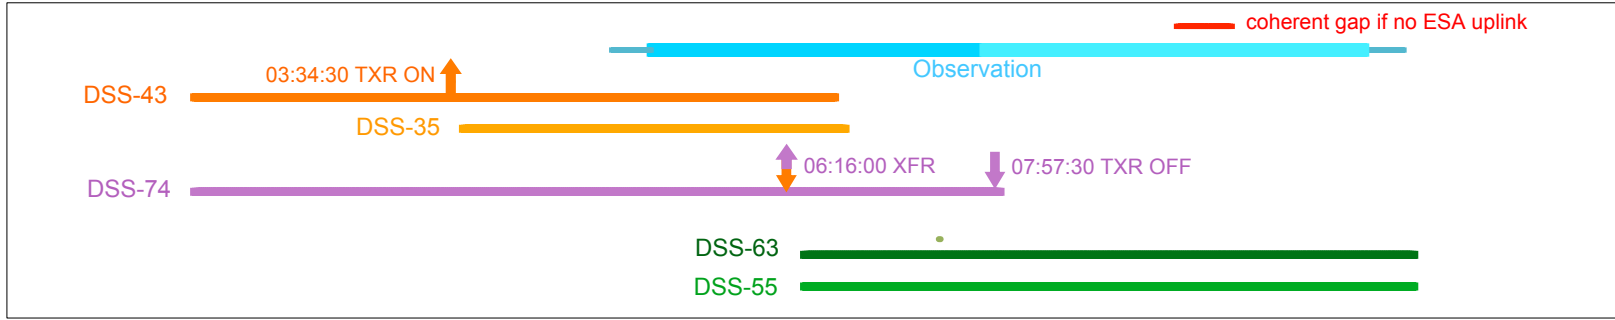 coherent gap if no ESA uplink
Observation
03:34:30 TXR ON
DSS-43
DSS-35
06:16:00 XFR
07:57:30 TXR OFF
DSS-74
DSS-63
DSS-55